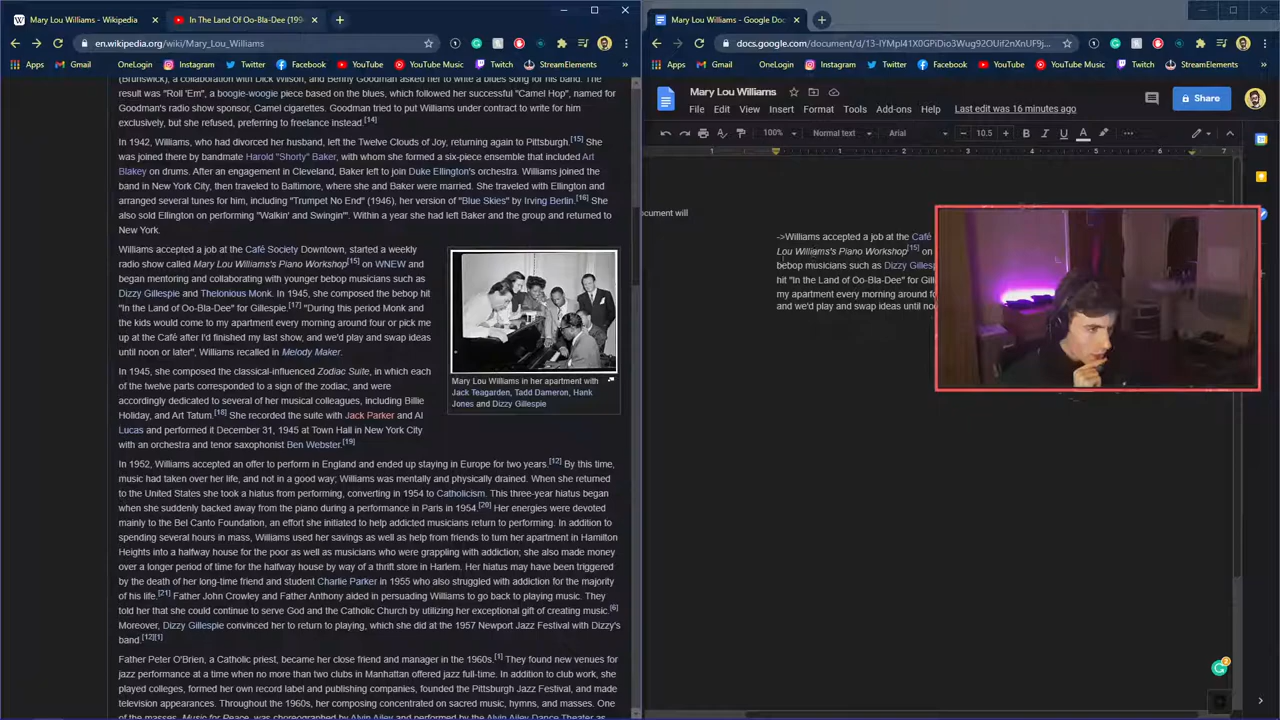 Mary Lou Williams - Wikipedia
In The Land Of Oo-Bla-Dee (199
en.wikipedia.org/wiki/Mary_Lou_Williams
Apps Gmail OneLogin Instagram Twitter Facebook YouTube YouTube Music Twitch StreamElements
(Brunswick), a collaboration with Dick Wilson, and Benny Goodman asked her to write a blues song for his band. The
result was "Roll 'Em", a boogie-woogie piece based on the blues, which followed her successful "Camel Hop", named for
Goodman's radio show sponsor, Camel cigarettes. Goodman tried to put Williams under contract to write for him
exclusively, but she refused, preferring to freelance instead.[14]
In 1942, Williams, who had divorced her husband, left the Twelve Clouds of Joy, returning again to Pittsburgh.[15] She
was joined there by bandmate Harold "Shorty" Baker, with whom she formed a six-piece ensemble that included Art
Blakey on drums. After an engagement in Cleveland, Baker left to join Duke Ellington's orchestra. Williams joined the
band in New York City, then traveled to Baltimore, where she and Baker were married. She traveled with Ellington and
arranged several tunes for him, including "Trumpet No End" (1946), her version of "Blue Skies" by Irving Berlin.[16] She
also sold Ellington on performing "Walkin' and Swingin'". Within a year she had left Baker and the group and returned to
New York.
Williams accepted a job at the Café Society Downtown, started a weekly
radio show called Mary Lou Williams's Piano Workshop[15] on WNEW and
began mentoring and collaborating with younger bebop musicians such as
Dizzy Gillespie and Thelonious Monk. In 1945, she composed the bebop hit
"In the Land of Oo-Bla-Dee" for Gillespie.[17] "During this period Monk and
the kids would come to my apartment every morning around four or pick me
up at the Café after I'd finished my last show, and we'd play and swap ideas
until noon or later", Williams recalled in Melody Maker.
Mary Lou Williams in her apartment with
Jack Teagarden, Tadd Dameron, Hank
Jones and Dizzy Gillespie
In 1945, she composed the classical-influenced Zodiac Suite, in which each
of the twelve parts corresponded to a sign of the zodiac, and were
accordingly dedicated to several of her musical colleagues, including Billie
Holiday, and Art Tatum.[18] She recorded the suite with Jack Parker and Al
Lucas and performed it December 31, 1945 at Town Hall in New York City
with an orchestra and tenor saxophonist Ben Webster.[19]
In 1952, Williams accepted an offer to perform in England and ended up staying in Europe for two years.[12] By this time,
music had taken over her life, and not in a good way; Williams was mentally and physically drained. When she returned
to the United States she took a hiatus from performing, converting in 1954 to Catholicism. This three-year hiatus began
when she suddenly backed away from the piano during a performance in Paris in 1954.[20] Her energies were devoted
mainly to the Bel Canto Foundation, an effort she initiated to help addicted musicians return to performing. In addition to
spending several hours in mass, Williams used her savings as well as help from friends to turn her apartment in Hamilton
Heights into a halfway house for the poor as well as musicians who were grappling with addiction; she also made money
over a longer period of time for the halfway house by way of a thrift store in Harlem. Her hiatus may have been triggered
by the death of her long-time friend and student Charlie Parker in 1955 who also struggled with addiction for the majority
of his life.[21] Father John Crowley and Father Anthony aided in persuading Williams to go back to playing music. They
told her that she could continue to serve God and the Catholic Church by utilizing her exceptional gift of creating music.[6]
Moreover, Dizzy Gillespie convinced her to return to playing, which she did at the 1957 Newport Jazz Festival with Dizzy's
band.[12][1]
Father Peter O'Brien, a Catholic priest, became her close friend and manager in the 1960s.[1] They found new venues for
jazz performance at a time when no more than two clubs in Manhattan offered jazz full-time. In addition to club work, she
played colleges, formed her own record label and publishing companies, founded the Pittsburgh Jazz Festival, and made
television appearances. Throughout the 1960s, her composing concentrated on sacred music, hymns, and masses. One
of the masses, Music for Peace, was choreographed by Alvin Ailey and performed by the Alvin Ailey Dance Theater as
Mary Lou Williams - Google Doc
docs.google.com/document/d/13-
Apps Gmail OneLogin Instagram Twitter Facebook YouTube YouTube Music Twitch StreamElements
Mary Lou Williams
File Edit View Insert Format Tools Add-ons Help Last edit was 16 minutes ago
Share
100% Normal text Arial 10.5 B I U A
1 1 2 3 4 5 6 7
ocument will
->Williams accepted a job at the Café
Lou Williams's Piano Workshop[15] on
bebop musicians such as Dizzy Gillesp
hit "In the Land of Oo-Bla-Dee" for Gill
my apartment every morning around fo
and we'd play and swap ideas until noo